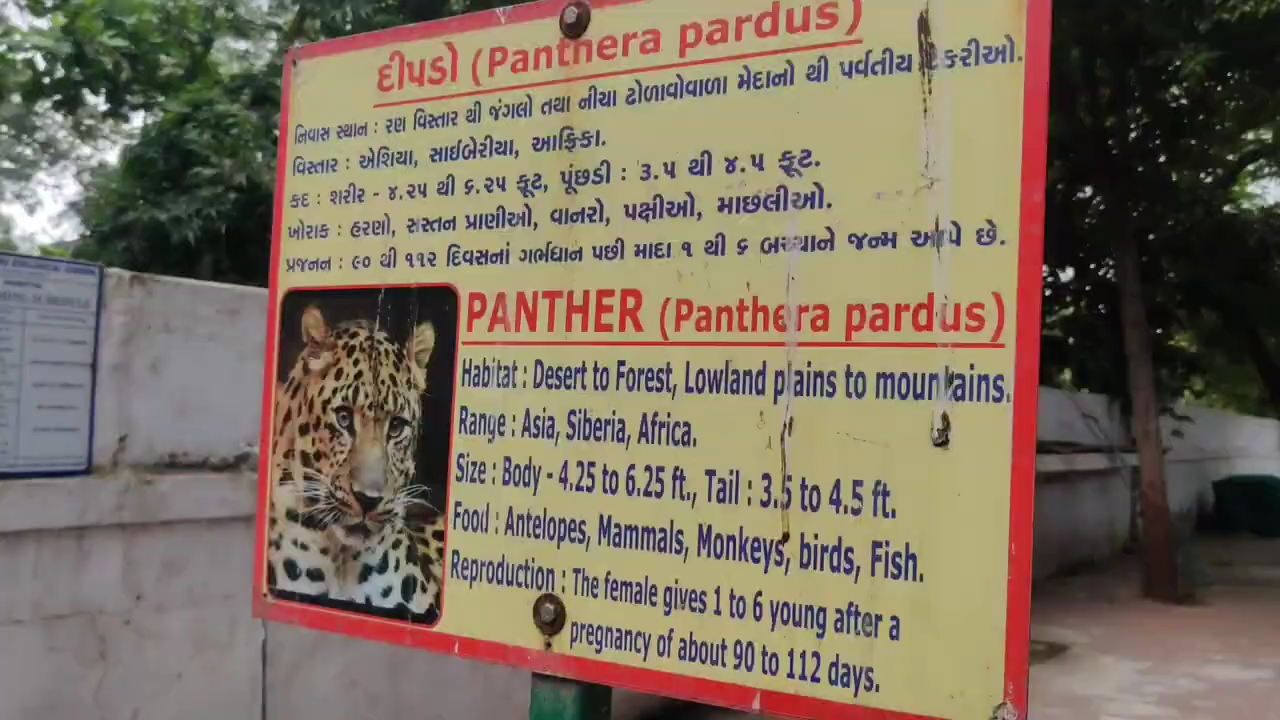 દીપડો (Panthera pardus)
નિવાસ સ્થાન : રણ વિસ્તાર થી જંગલો તથા નીચા ઢોળાવોવાળા મેદાનો થી પર્વતીય ટેકરીઓ.
વિસ્તાર : એશિયા, સાઈબેરીયા, આફ્રિકા.
કદ : શરીર - ૪.૨૫ થી ૬.૨૫ ફૂટ, પૂંછડી : ૩.૫ થી ૪.૫ ફૂટ.
ખોરાક : હરણો, સસ્તન પ્રાણીઓ, વાનરો, પક્ષીઓ, માછલીઓ.
પ્રજનન : ૯૦ થી ૧૧૨ દિવસનાં ગર્ભધાન પછી માદા ૧ થી ૬ બચ્ચાને જન્મ આપે છે.
PANTHER (Panthera pardus)
Habitat : Desert to Forest, Lowland plains to mountains.
Range : Asia, Siberia, Africa.
Size : Body - 4.25 to 6.25 ft., Tail : 3.5 to 4.5 ft.
Food : Antelopes, Mammals, Monkeys, birds, Fish.
Reproduction : The female gives 1 to 6 young after a
pregnancy of about 90 to 112 days.